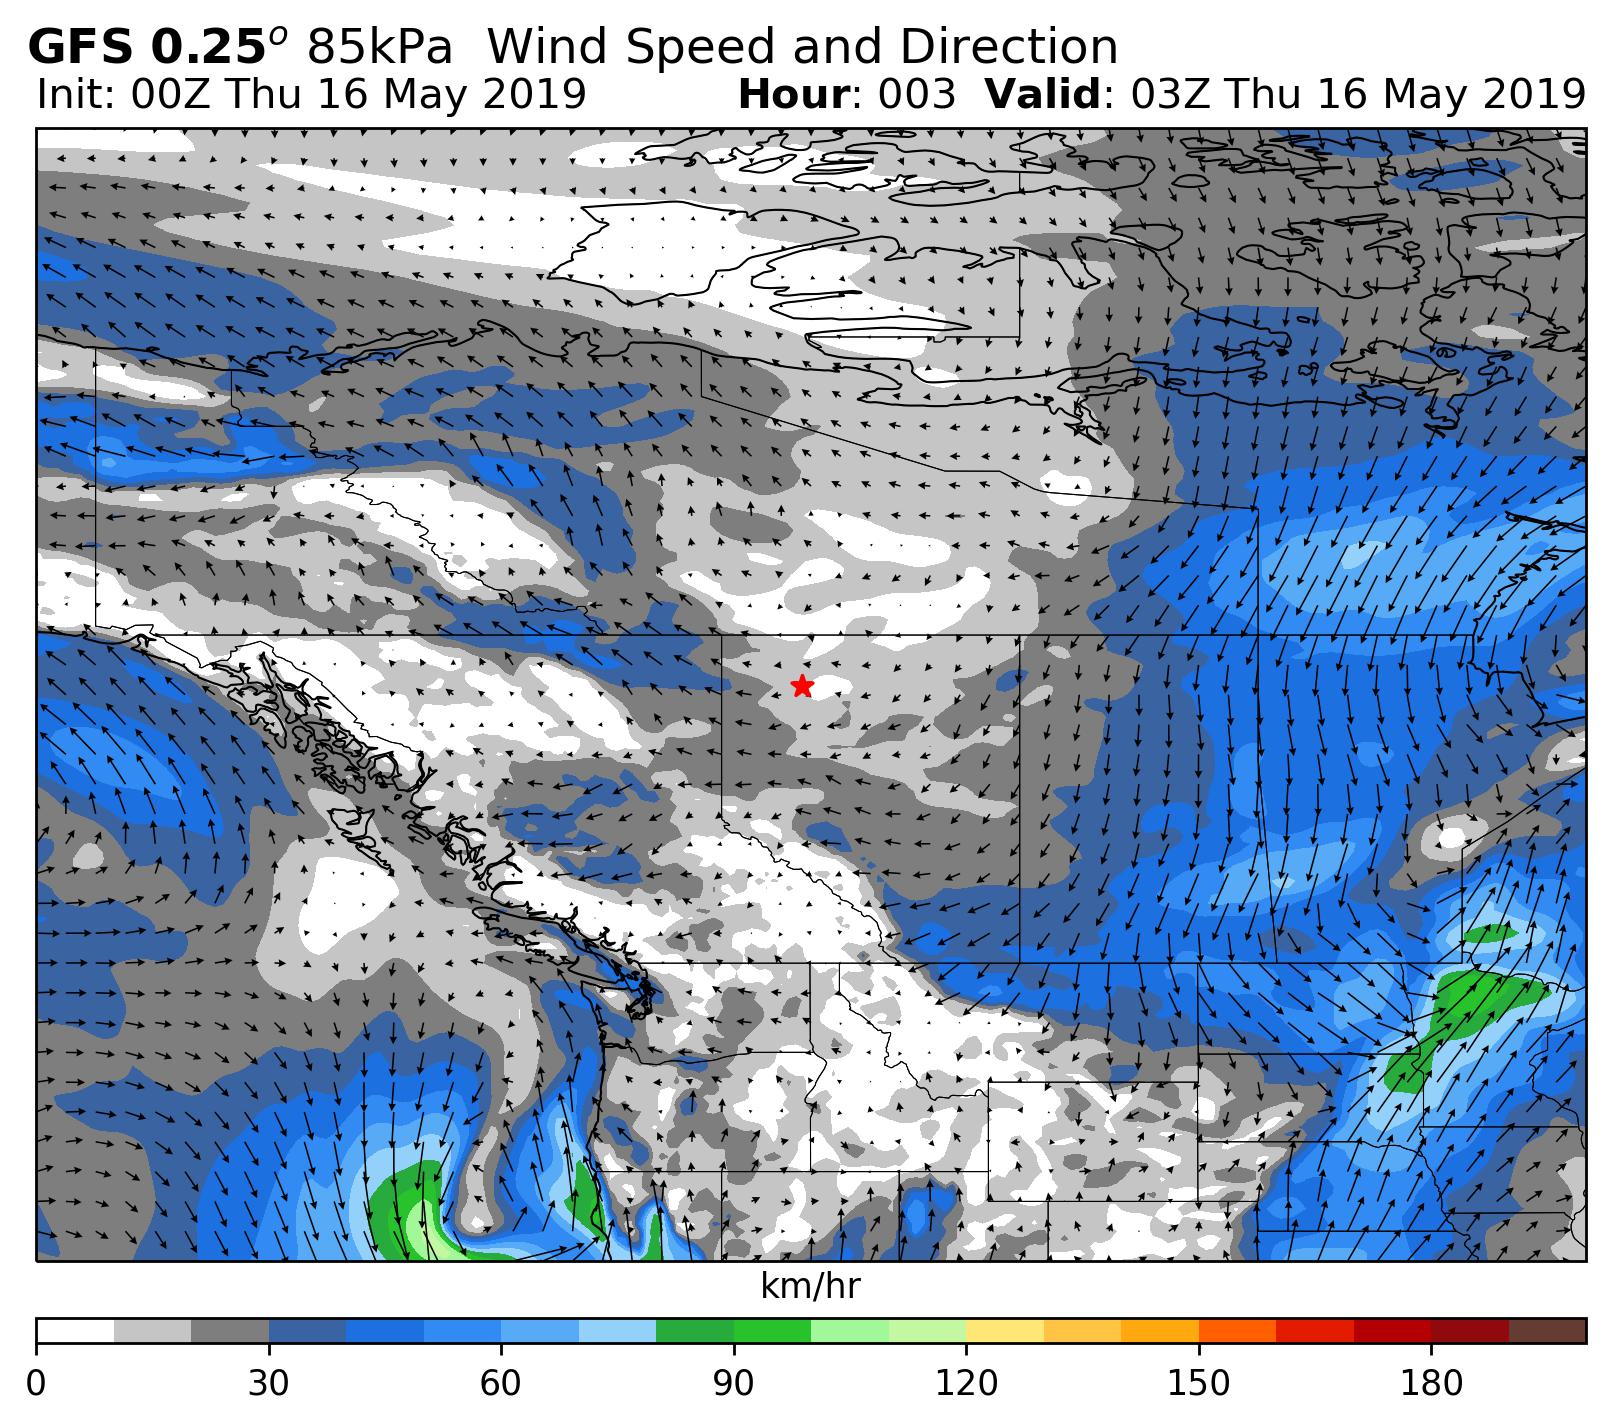 GFS 0.25o 85kPa Wind Speed and Direction
Init: 00Z Thu 16 May 2019 Hour: 003 Valid: 03Z Thu 16 May 2019
km/hr
0 30 60 90 120 150 180